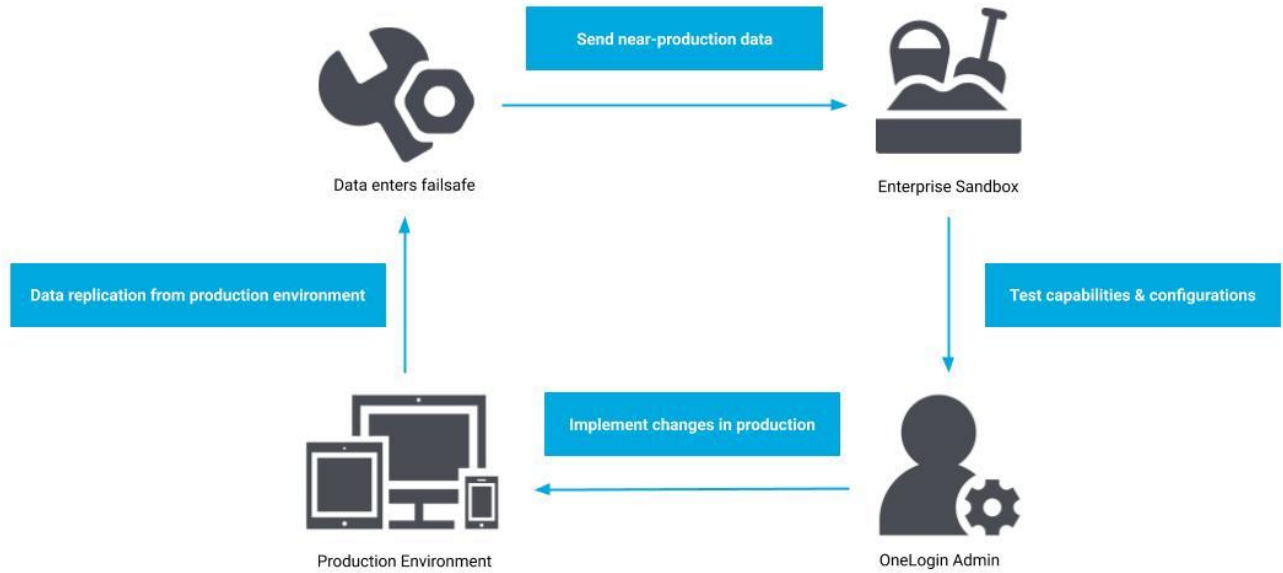 Send near-production data
Data enters failsafe
Enterprise Sandbox
Data replication from production environment
Test capabilities & configurations
Implement changes in production
Production Environment
OneLogin Admin